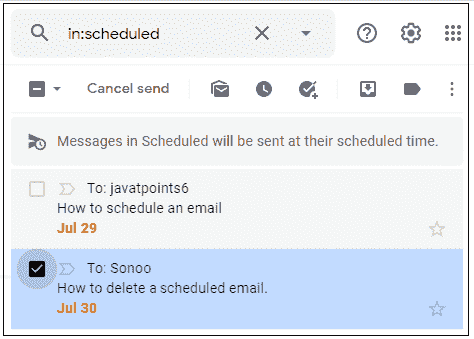 in:scheduled
Cancel send
Messages in Scheduled will be sent at their scheduled time.
To: javatpoints6
How to schedule an email
Jul 29
To: Sonoo
How to delete a scheduled email.
Jul 30